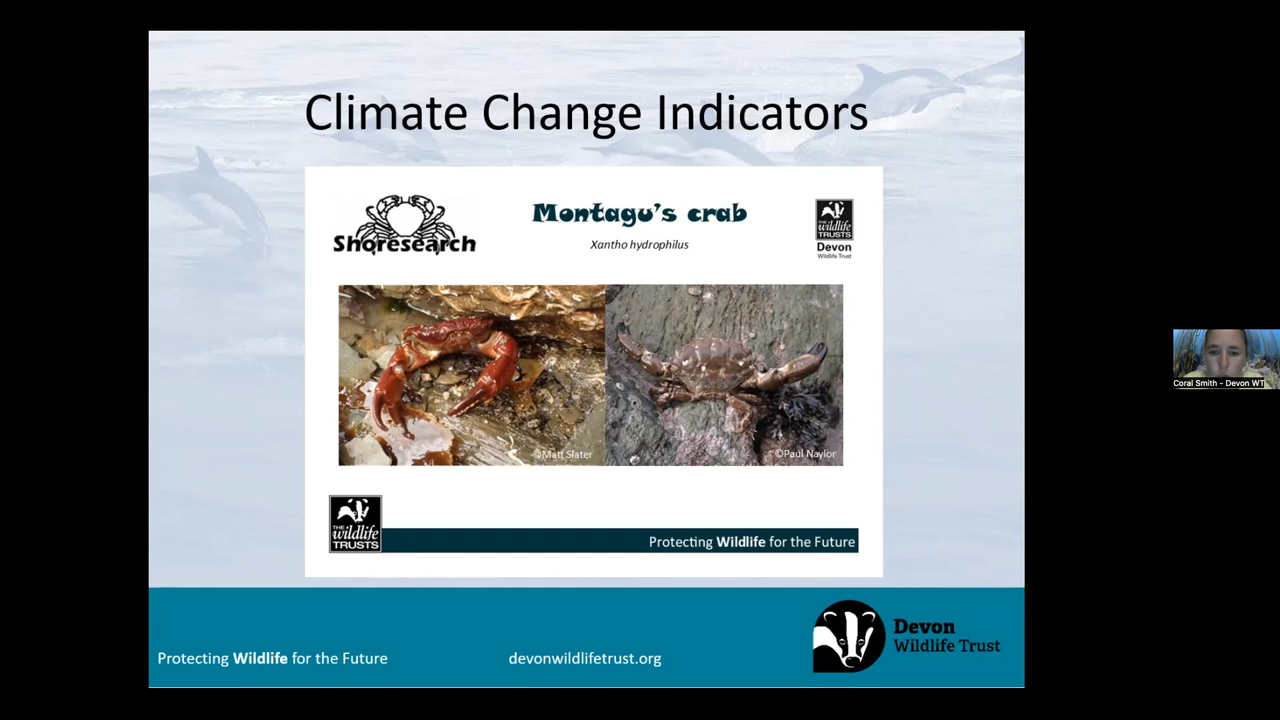 Climate Change Indicators
Shoresearch
Montagu's crab
Xantho hydrophilus
THE
wildlife
TRUSTS
Devon
Wildlife Trust
©Matt Slater
©Paul Naylor
THE
wildlife
TRUSTS
Protecting Wildlife for the Future
Coral Smith - Devon WT
Protecting Wildlife for the Future
devonwildlifetrust.org
Devon
Wildlife Trust